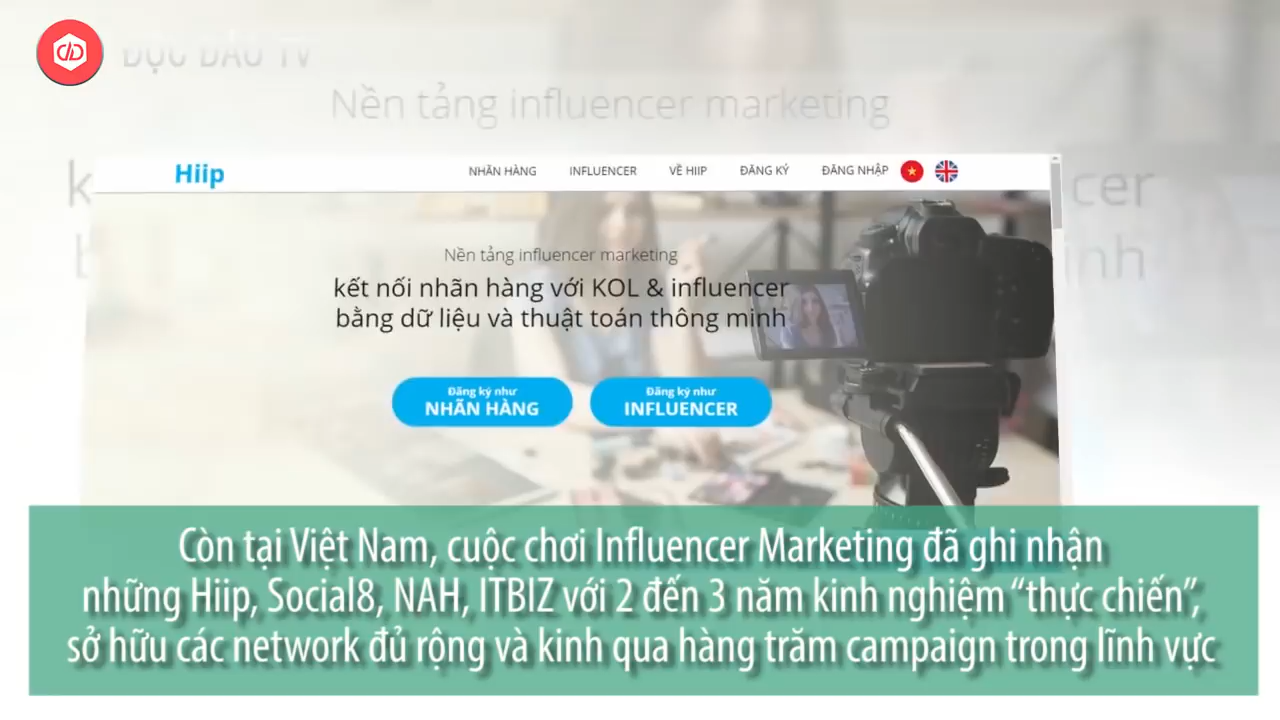 ĐỘC ĐÁO TV
Nền tảng influencer marketing
Hiip
NHÃN HÀNG INFLUENCER VỀ HIIP ĐĂNG KÝ ĐĂNG NHẬP
Nền tảng influencer marketing
kết nối nhãn hàng với KOL & influencer
bằng dữ liệu và thuật toán thông minh
Đăng ký như
NHÃN HÀNG
Đăng ký như
INFLUENCER
Còn tại Việt Nam, cuộc chơi Influencer Marketing đã ghi nhận
những Hiip, Social8, NAH, ITBIZ với 2 đến 3 năm kinh nghiệm “thực chiến”,
sở hữu các network đủ rộng và kinh qua hàng trăm campaign trong lĩnh vực